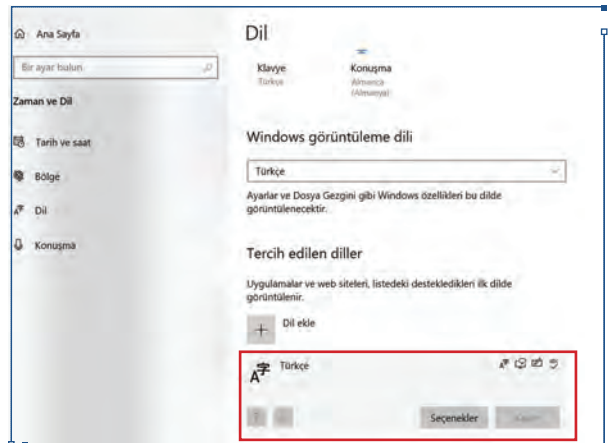 Ana Sayfa
Bir ayar bulun
Zaman ve Dil
Tarih ve saat
Bölge
Dil
Konuşma
Dil
Klavye
Türkçe
Konuşma
Almanca
(Almanya)
Windows görüntüleme dili
Türkçe
Ayarlar ve Dosya Gezgini gibi Windows özellikleri bu dilde
görüntülenecektir.
Tercih edilen diller
Uygulamalar ve web siteleri, listedeki destekledikleri ilk dilde
görüntülenir.
Dil ekle
Türkçe
Seçenekler